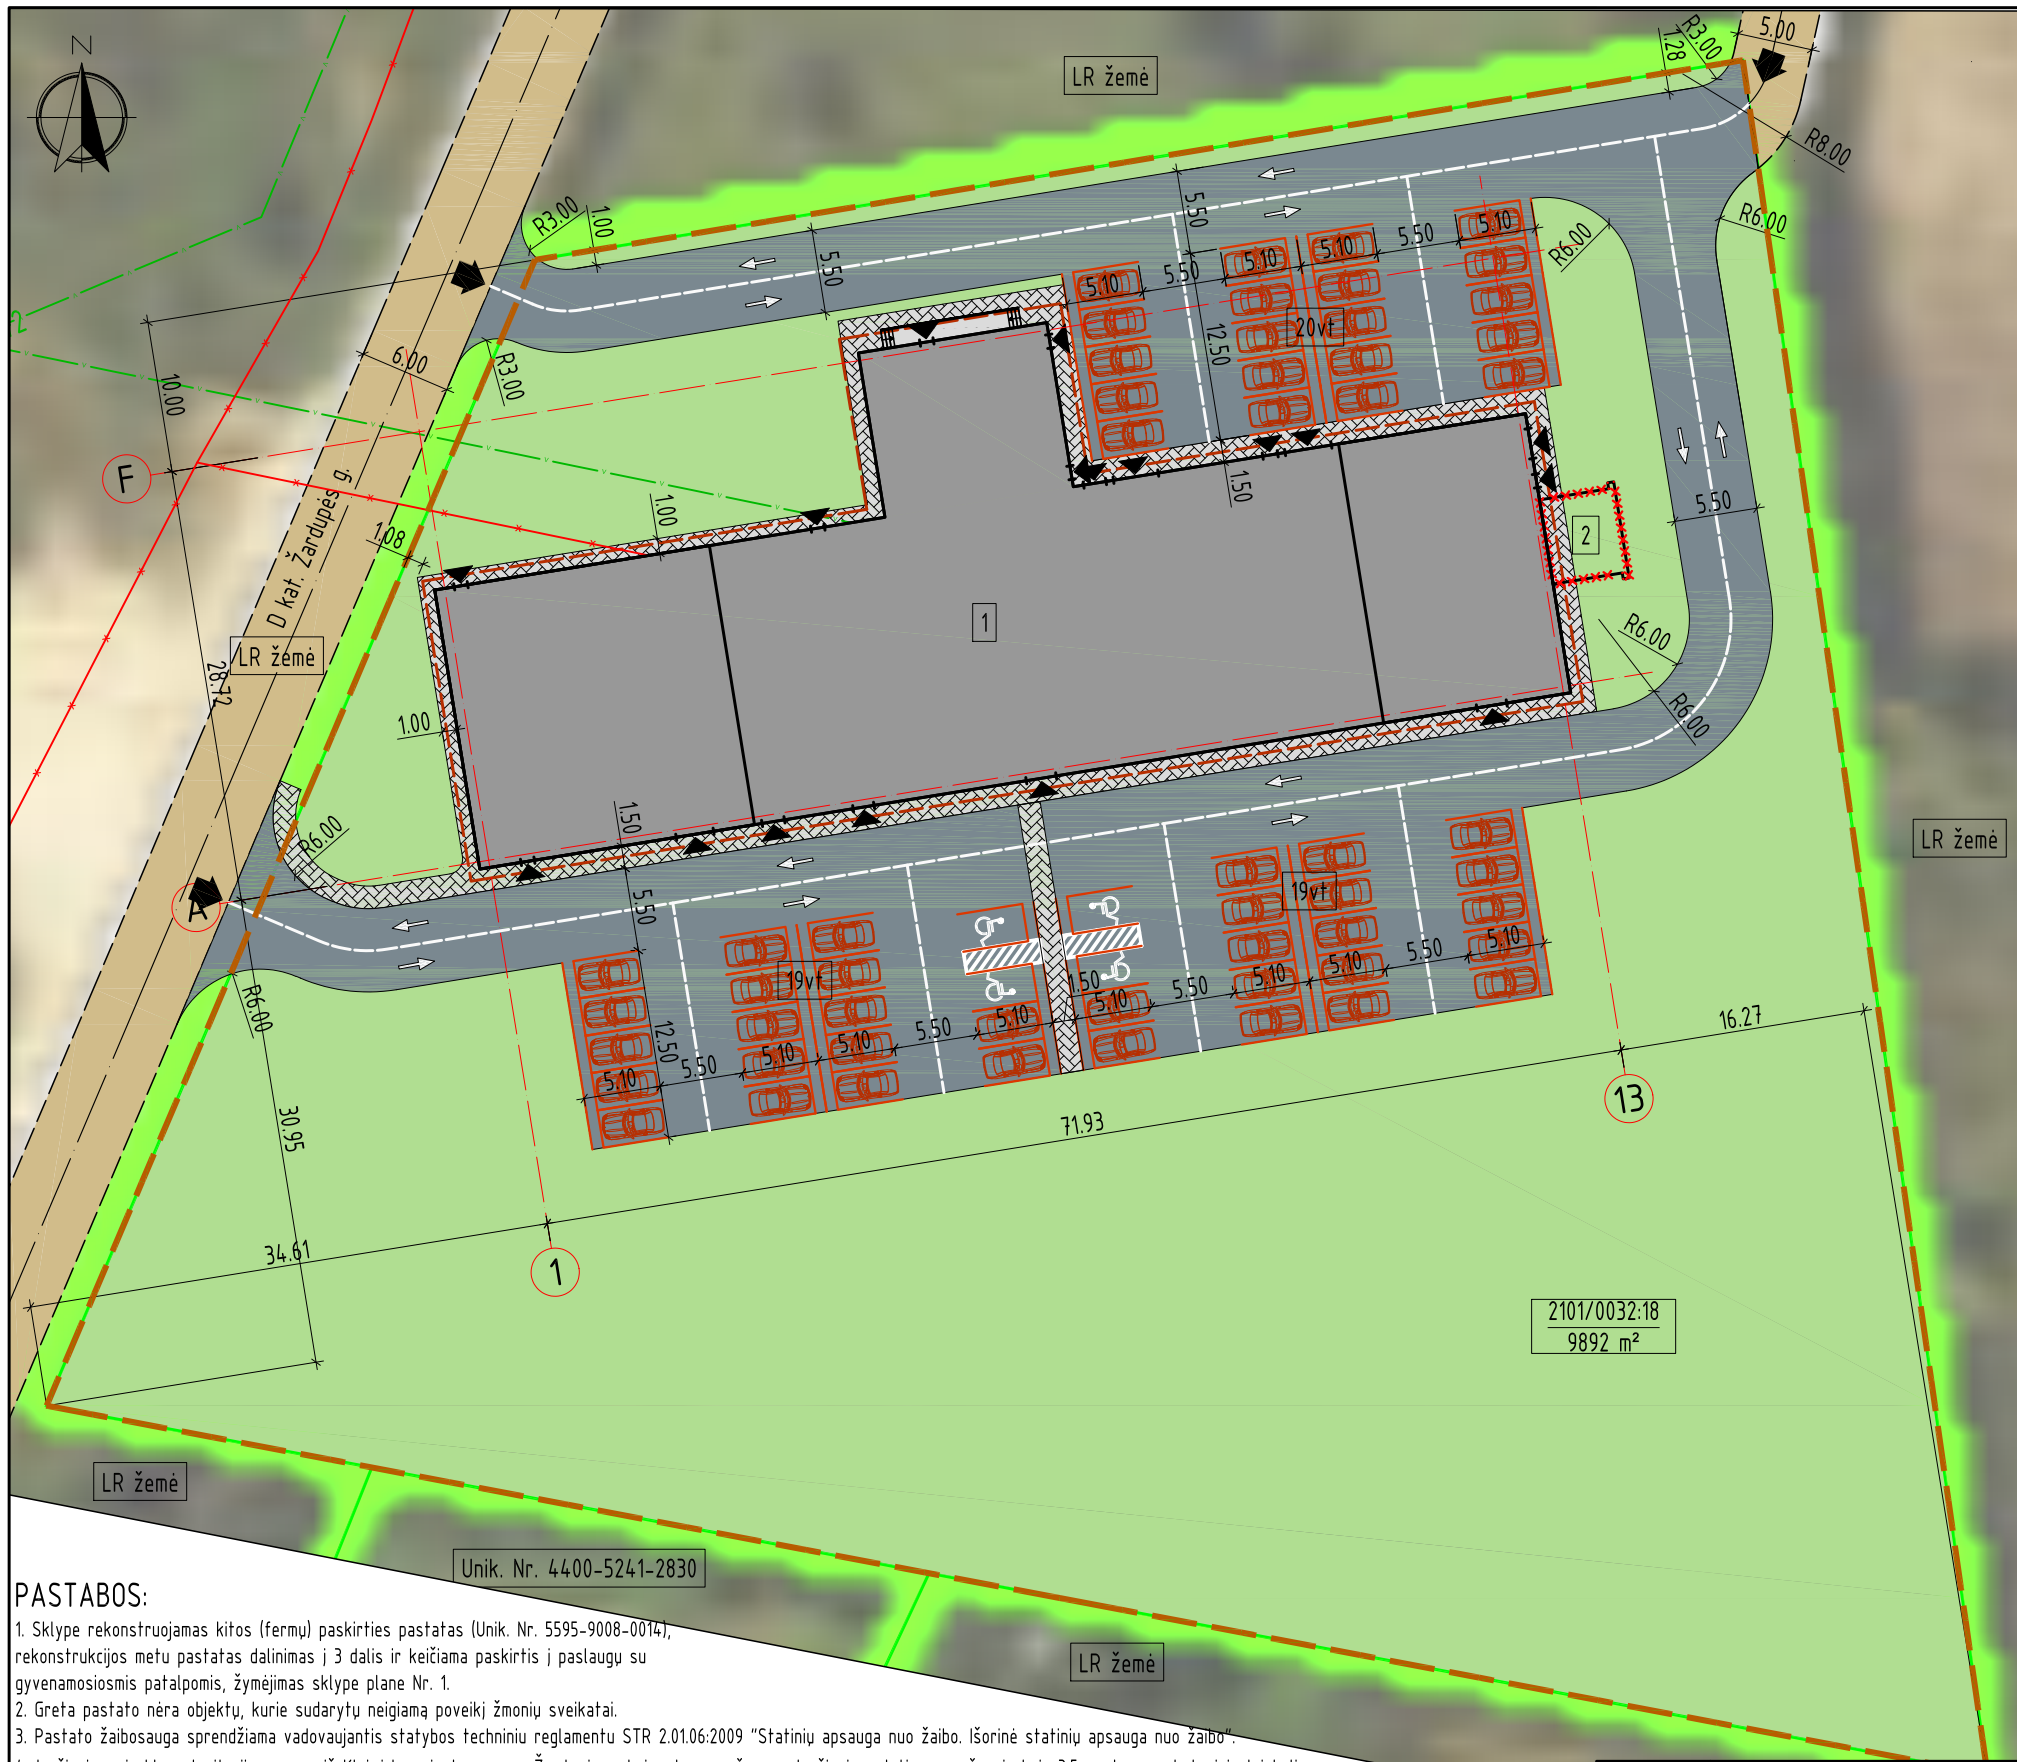 N
LR žemė
R3.00
1.28
5.00
R8.00
R6.00
R3.00
1.00
5.50
5.50
R6.00
5.10
5.50
5.10
5.10
5.50
5.10
20vt
12.50
2
6.00
R3.00
10.00
F
D kat. Žardupės g.
1.08
1.00
1.50
5.50
2
1
LR žemė
28.72
1.00
R6.00
R6.00
R6.00
1.50
A
LR žemė
5.50
19vt
19vt
R6.00
12.50
5.10
5.50
5.10
5.10
5.50
5.10
1.50
5.10
5.50
5.10
5.10
5.50
5.10
16.27
13
71.93
30.95
34.61
1
2101/0032:18
9892 m²
LR žemė
Unik. Nr. 4400-5241-2830
LR žemė
PASTABOS:
1. Sklype rekonstruojamas kitos (fermų) paskirties pastatas (Unik. Nr. 5595-9008-0014),
rekonstrukcijos metu pastatas dalinimas į 3 dalis ir keičiama paskirtis į paslaugų su
gyvenamosiosmis patalpomis, žymėjimas sklype plane Nr. 1.
2. Greta pastato nėra objektų, kurie sudarytų neigiamą poveikį žmonių sveikatai.
3. Pastato žaibosauga sprendžiama vadovaujantis statybos techniniu reglamentu STR 2.01.06:2009 "Statinių apsauga nuo žaibo. Išorinė statinių apsauga nuo žaibo".